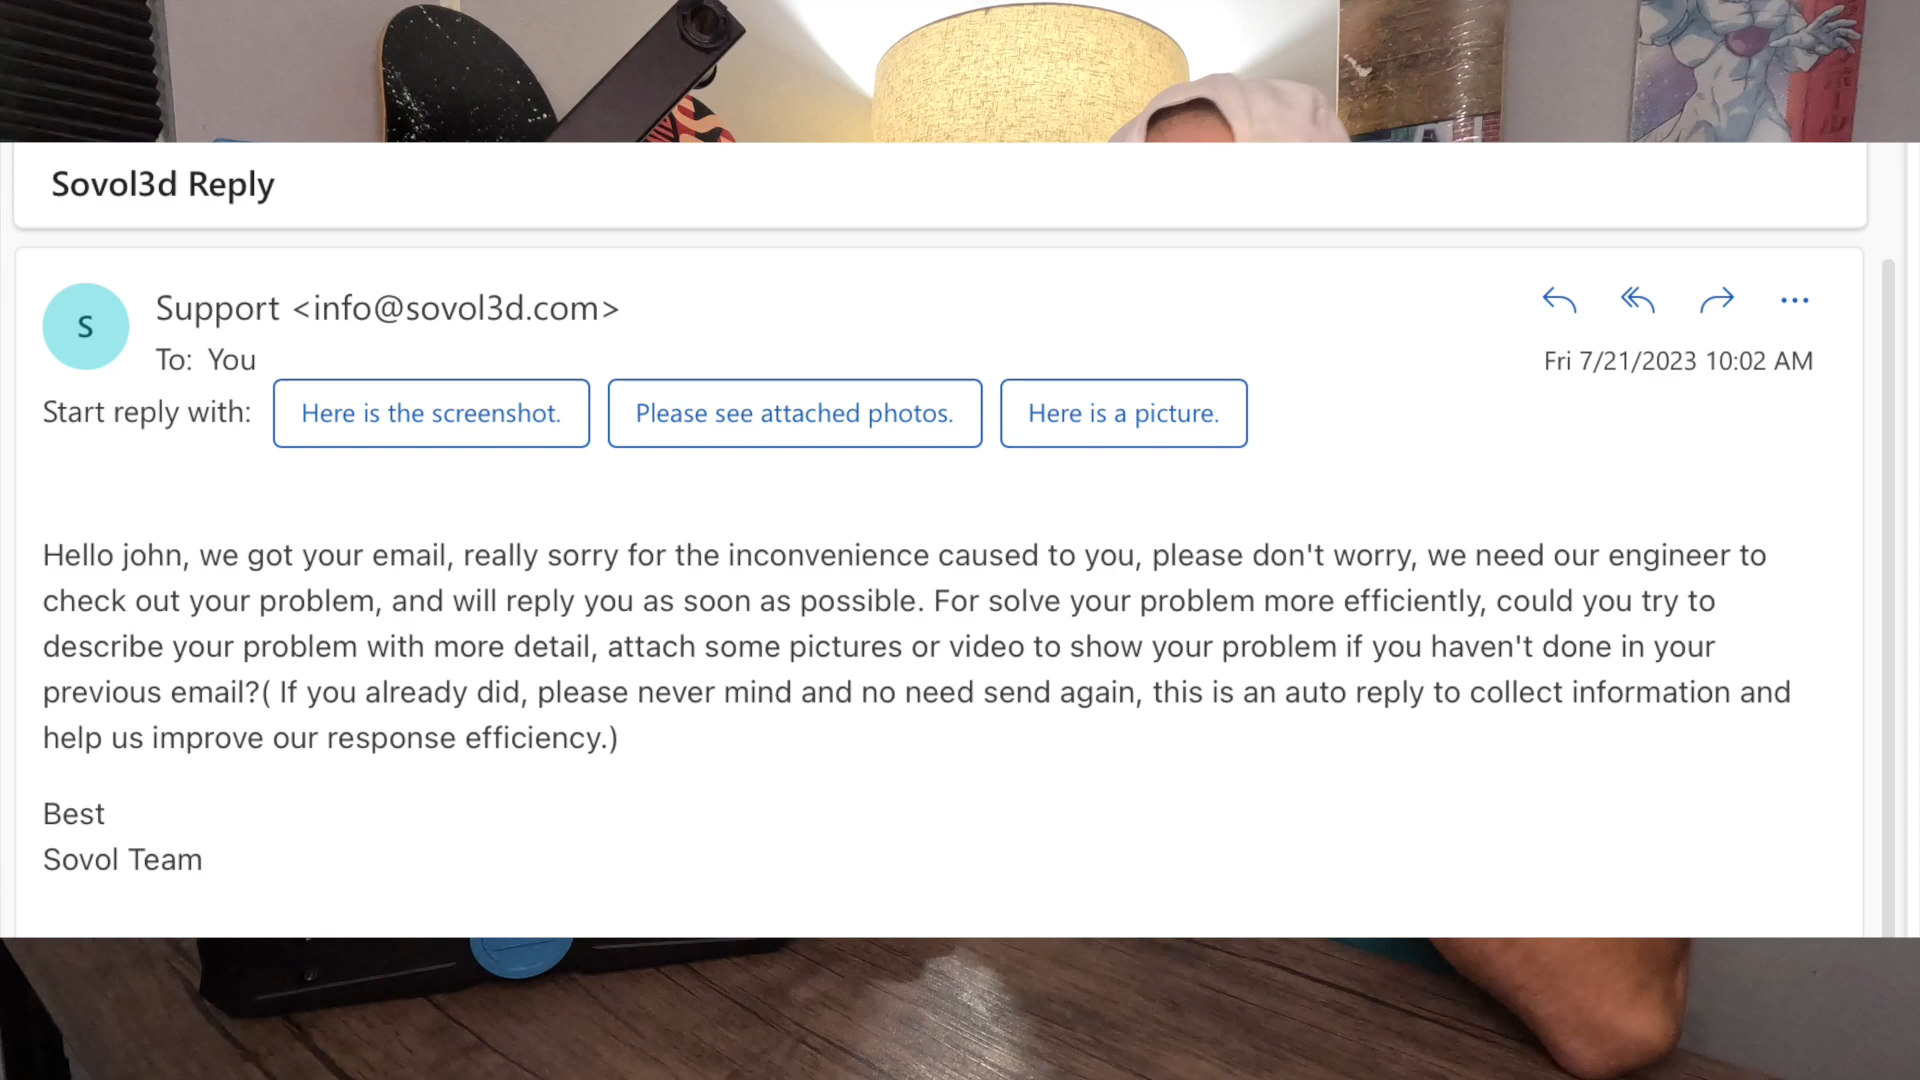 Sovol3d Reply
S
Support <info@sovol3d.com>
To: You
Fri 7/21/2023 10:02 AM
Start reply with:
Here is the screenshot.
Please see attached photos.
Here is a picture.
Hello john, we got your email, really sorry for the inconvenience caused to you, please don't worry, we need our engineer to
check out your problem, and will reply you as soon as possible. For solve your problem more efficiently, could you try to
describe your problem with more detail, attach some pictures or video to show your problem if you haven't done in your
previous email?( If you already did, please never mind and no need send again, this is an auto reply to collect information and
help us improve our response efficiency.)
Best
Sovol Team